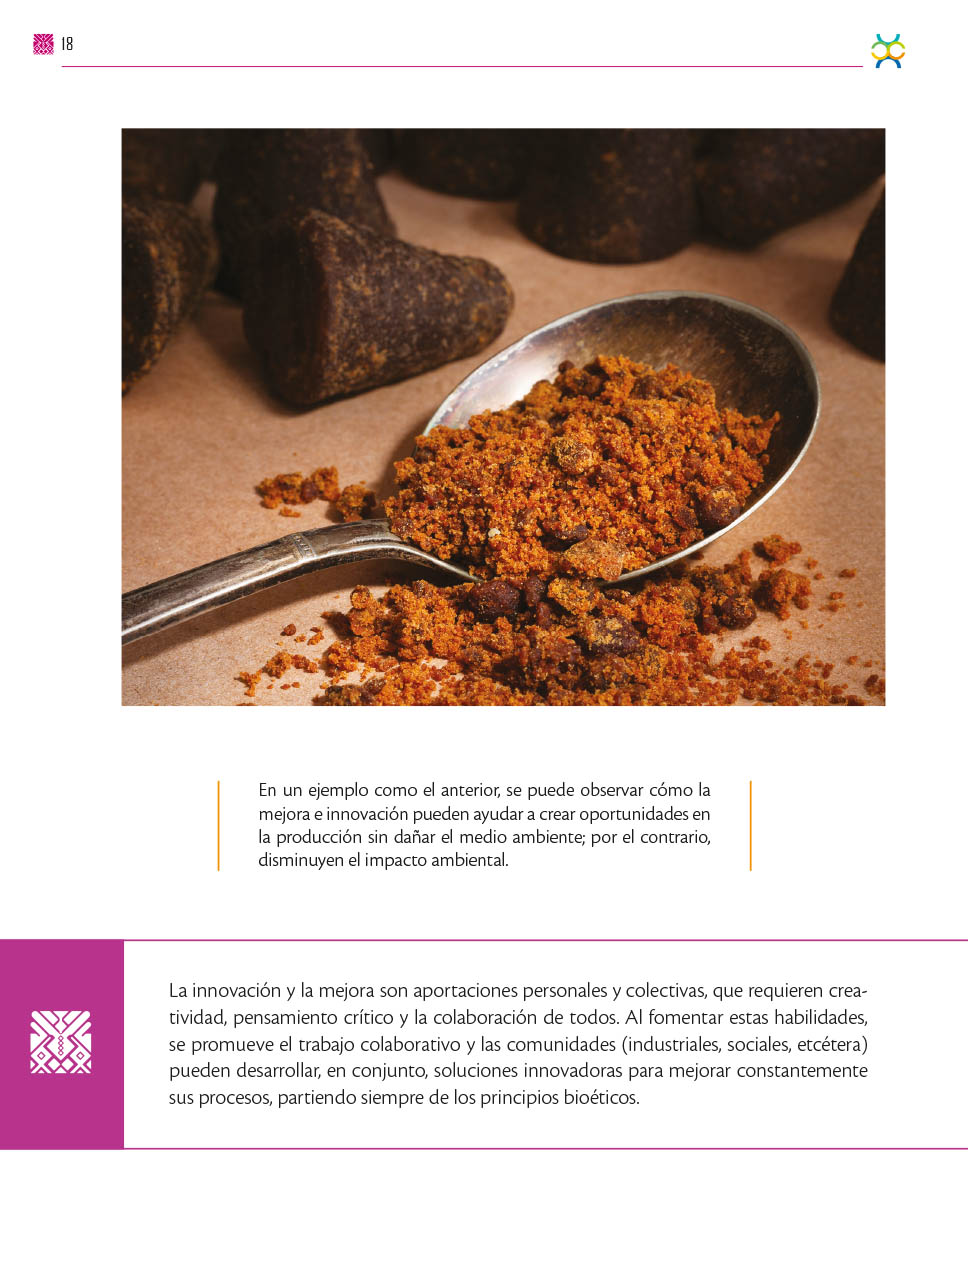 18
En un ejemplo como el anterior, se puede observar cómo la
mejora e innovación pueden ayudar a crear oportunidades en
la producción sin dañar el medio ambiente; por el contrario,
disminuyen el impacto ambiental.
La innovación y la mejora son aportaciones personales y colectivas, que requieren crea-
tividad, pensamiento crítico y la colaboración de todos. Al fomentar estas habilidades,
se promueve el trabajo colaborativo y las comunidades (industriales, sociales, etcétera)
pueden desarrollar, en conjunto, soluciones innovadoras para mejorar constantemente
sus procesos, partiendo siempre de los principios bioéticos.